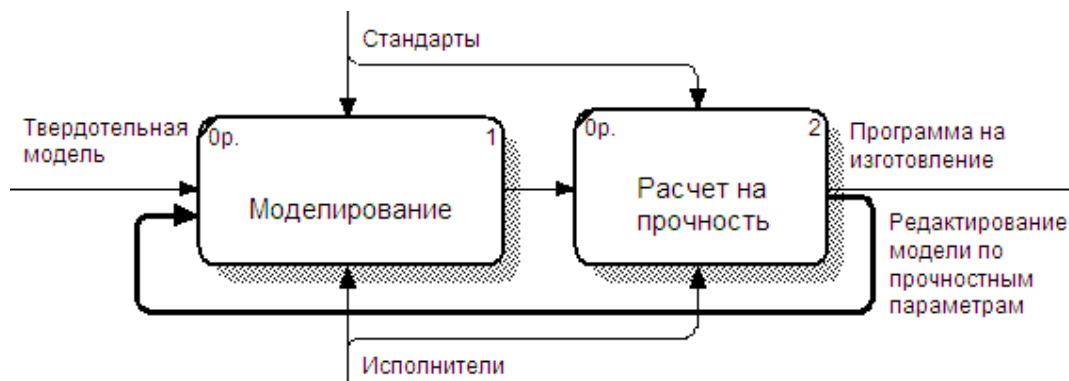 Стандарты
Твердотельная
модель
0р.
1
Моделирование
0р.
2
Расчет на
прочность
Программа на
изготовление
Редактирование
модели по
прочностным
параметрам
Исполнители